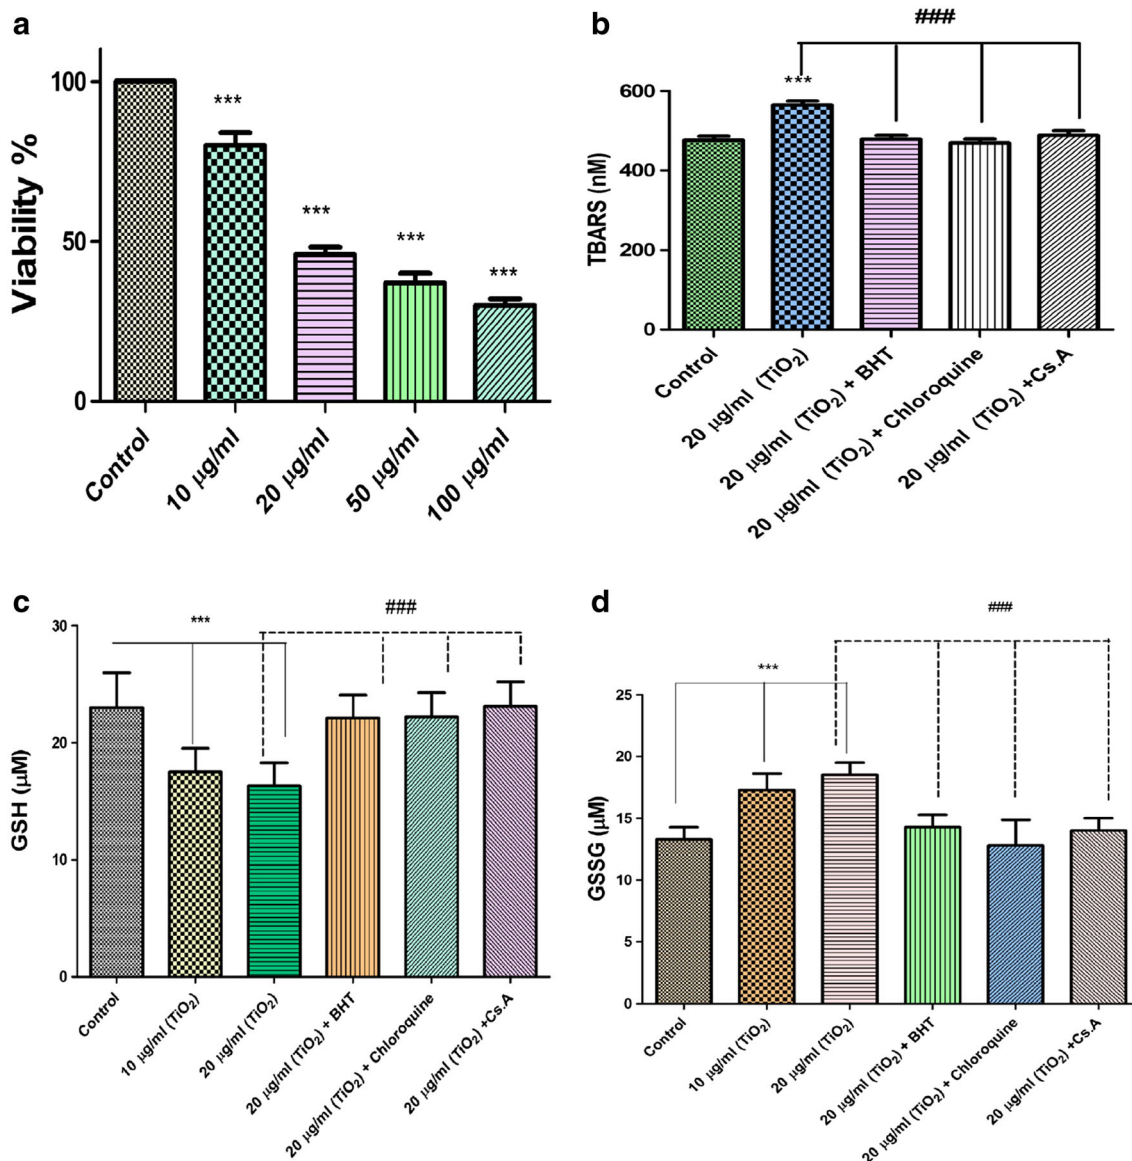 a
Viability %
100
50
0
***
***
***
***
Control
10 μg/ml
20 μg/ml
50 μg/ml
100 μg/ml
b
###
***
TBARS (nM)
600
400
200
0
Control
20 μg/ml (TiO₂)
20 μg/ml (TiO₂) + BHT
20 μg/ml (TiO₂) + Chloroquine
20 μg/ml (TiO₂) +Cs.A
c
###
***
GSH (μM)
30
20
10
0
Control
10 μg/ml (TiO₂)
20 μg/ml (TiO₂)
20 μg/ml (TiO₂) + BHT
20 μg/ml (TiO₂) + Chloroquine
20 μg/ml (TiO₂) +Cs.A
d
###
***
GSSG (μM)
25
20
15
10
5
0
Control
10 μg/ml (TiO₂)
20 μg/ml (TiO₂)
20 μg/ml (TiO₂) + BHT
20 μg/ml (TiO₂) + Chloroquine
20 μg/ml (TiO₂) +Cs.A